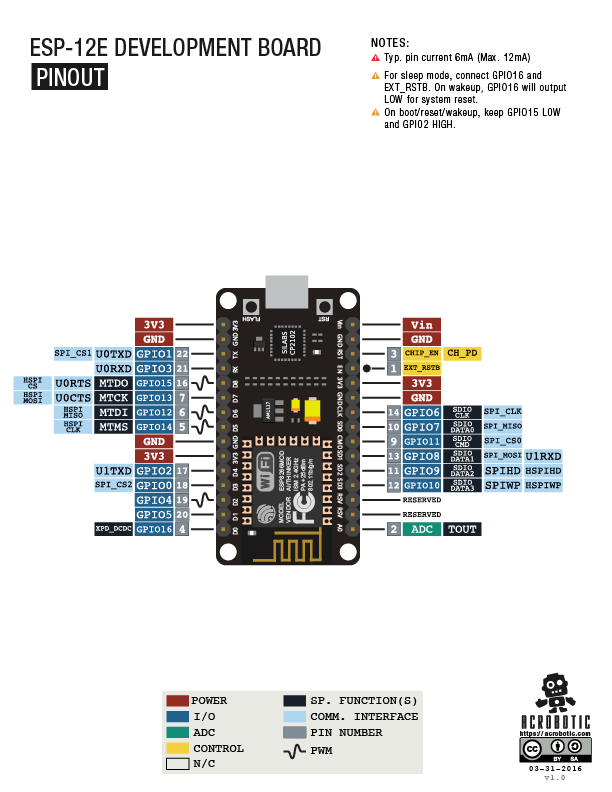 ESP-12E DEVELOPMENT BOARD
PINOUT
NOTES:
Typ. pin current 6mA (Max. 12mA)
For sleep mode, connect GPIO16 and
EXT_RSTB. On wakeup, GPIO16 will output
LOW for system reset.
On boot/reset/wakeup, keep GPIO15 LOW
and GPIO2 HIGH.
FLASH
RST
SILABS
CP2102
3V3
GND
SPI_CS1 U0TXD GPIO1 22
U0RXD GPIO3 21
HSPI CS U0RTS MTDO GPIO15 16
HSPI MOSI U0CTS MTCK GPIO13 7
HSPI MISO MTDI GPIO12 6
HSPI CLK MTMS GPIO14 5
GND
3V3
U1TXD GPIO2 17
SPI_CS2 GPIO0 18
GPIO4 19
GPIO5 20
XPD_DCDC GPIO16 4
3V3
GND
TX
RX
D8
D7
D6
D5
GND
3V3
D4
D3
D2
D1
D0
AM1117
WiFi
MODEL
VENDOR
ESP8266MOD
AITHINKER
ISM 2.4GHz
PA +25dBm
802.11b/g/n
FC
Vin
GND
RST
EN
3V3
GND
CLK
SD0
CMD
SD1
SD2
SD3
RSV
RSV
A0
Vin
GND
3 CHIP_EN CH_PD
1 EXT_RSTB
3V3
GND
14 GPIO6 SDIO CLK SPI_CLK
10 GPIO7 SDIO DATA0 SPI_MISO
9 GPIO11 SDIO CMD SPI_CS0
13 GPIO8 SDIO DATA1 SPI_MOSI U1RXD
11 GPIO9 SDIO DATA2 SPIHD HSPIHD
12 GPIO10 SDIO DATA3 SPIWP HSPIWP
RESERVED
RESERVED
2 ADC TOUT
POWER
I/O
ADC
CONTROL
N/C
SP. FUNCTION(S)
COMM. INTERFACE
PIN NUMBER
PWM
ACROBOTIC
https://acrobotic.com
CC BY SA
03-31-2016
v1.0